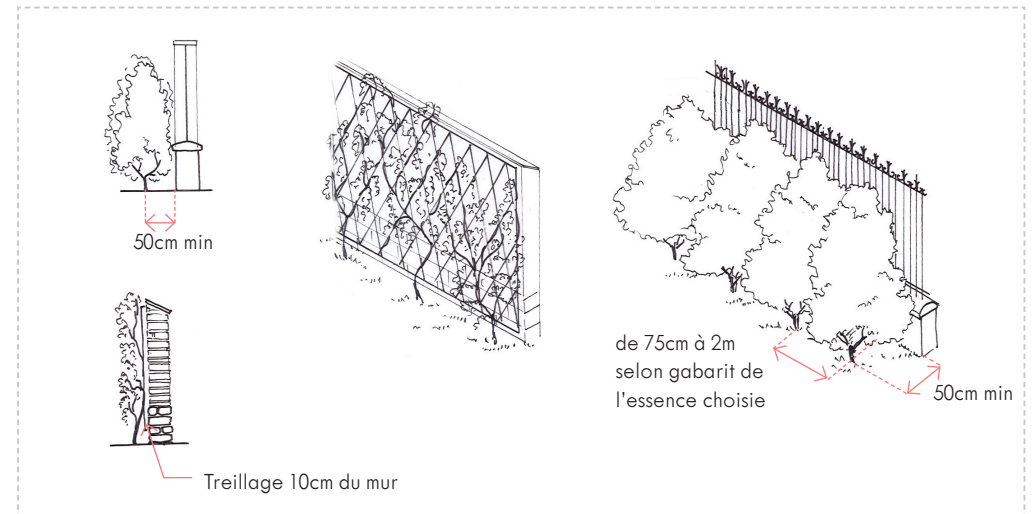 50cm min
Treillage 10cm du mur
de 75cm à 2m
selon gabarit de
l'essence choisie
50cm min